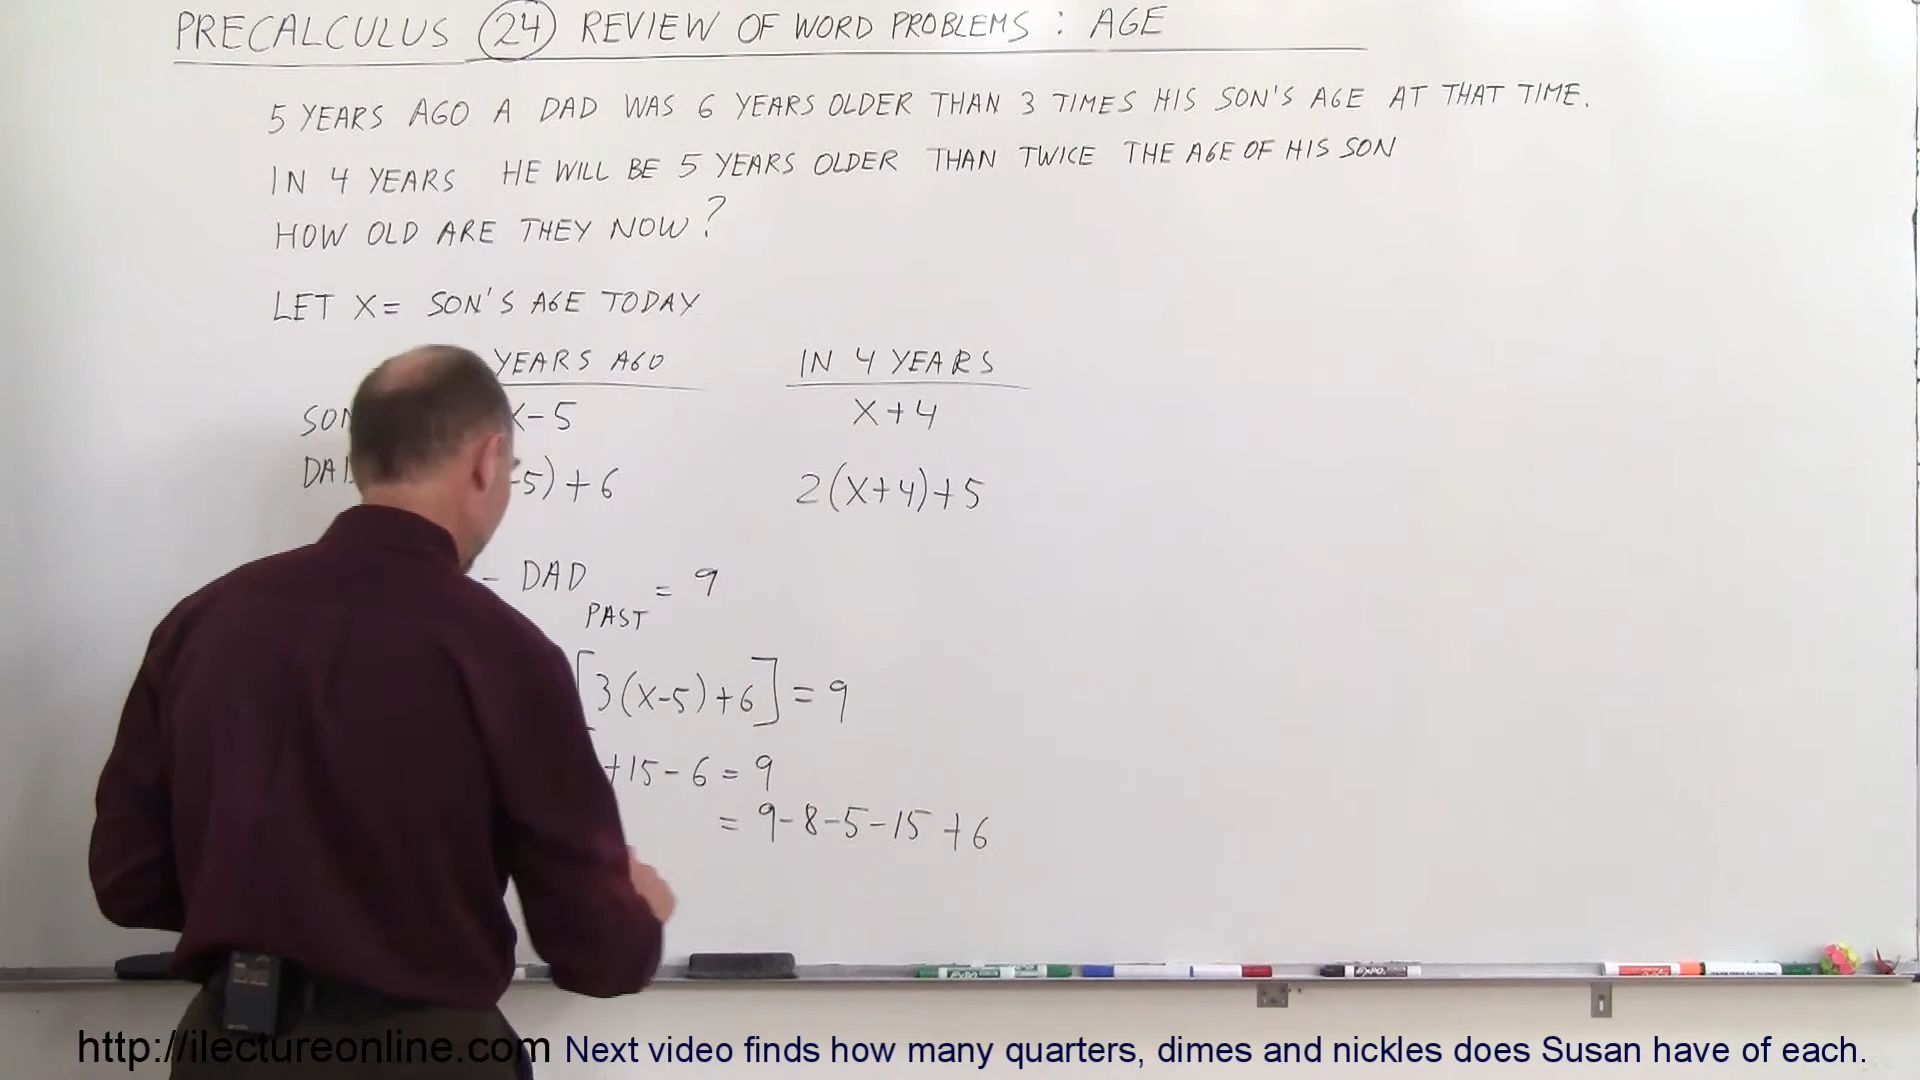 PRECALCULUS 24 REVIEW OF WORD PROBLEMS : AGE
5 YEARS AGO A DAD WAS 6 YEARS OLDER THAN 3 TIMES HIS SON'S AGE AT THAT TIME.
IN 4 YEARS HE WILL BE 5 YEARS OLDER THAN TWICE THE AGE OF HIS SON
HOW OLD ARE THEY NOW?
LET X = SON'S AGE TODAY
YEARS AGO IN 4 YEARS
SON X-5 X+4
DAD -5)+6 2(X+4)+5
- DAD PAST = 9
[3(X-5)+6] = 9
+15-6 = 9
= 9-8-5-15+6
EXPO
EXPO
http://ilectureonline.com Next video finds how many quarters, dimes and nickles does Susan have of each.